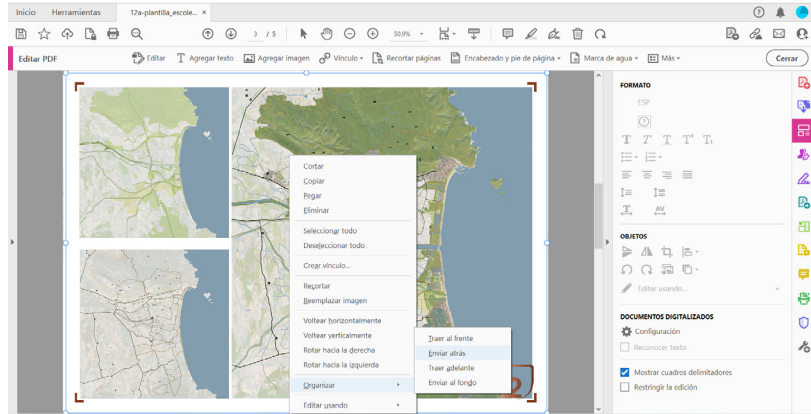 Inicio Herramientas 12a-plantilla_escole... ×
3 / 5 50.9%
Editar PDF Editar Agregar texto Agregar imagen Vínculo Recortar páginas Encabezado y pie de página Marca de agua Más Cerrar
FORMATO
ESP
T T T T¹ T₁
T AV
OBJETOS
Editar usando...
DOCUMENTOS DIGITALIZADOS
Configuración
Reconocer texto
Mostrar cuadros delimitadores
Restringir la edición
Cortar
Copiar
Pegar
Eliminar
Seleccionar todo
Deseleccionar todo
Crear vínculo...
Recortar
Reemplazar imagen
Voltear horizontalmente
Voltear verticalmente
Rotar hacia la derecha
Rotar hacia la izquierda
Organizar
Editar usando
Traer al frente
Enviar atrás
Traer adelante
Enviar al fondo
2